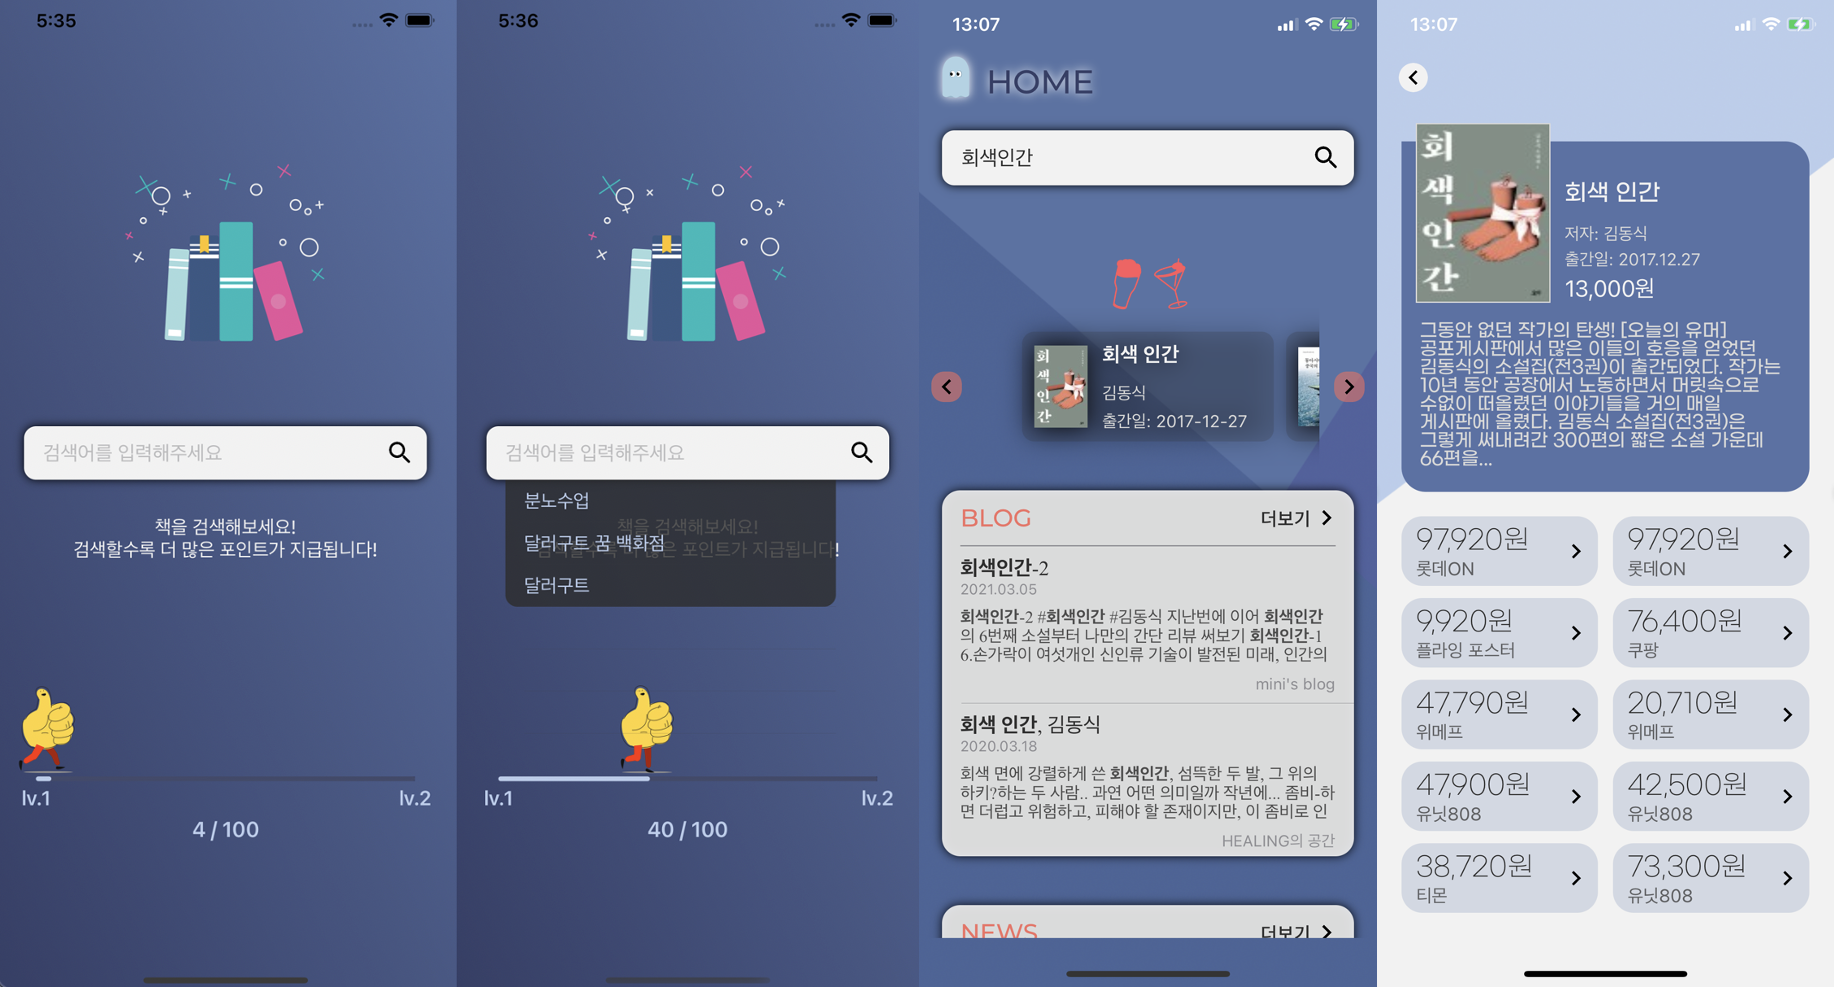 5:35
검색어를 입력해주세요
책을 검색해보세요!
검색할수록 더 많은 포인트가 지급됩니다!
lv.1
lv.2
4 / 100
5:36
검색어를 입력해주세요
분노수업
책을 검색해보세요!
달러구트 꿈 백화점
검색할수록 더 많은 포인트가 지급됩니다!
달러구트
lv.1
lv.2
40 / 100
13:07
HOME
회색인간
회색인간
회색 인간
김동식
출간일: 2017-12-27
BLOG
더보기
회색인간-2
2021.03.05
회색인간-2 #회색인간 #김동식 지난번에 이어 회색인간
의 6번째 소설부터 나만의 간단 리뷰 써보기 회색인간-1
6.손가락이 여섯개인 신인류 기술이 발전된 미래, 인간의
mini's blog
회색 인간, 김동식
2020.03.18
회색 면에 강렬하게 쓴 회색인간, 섬뜩한 두 발, 그 위의
하키?하는 두 사람.. 과연 어떤 의미일까 작년에... 좀비-하
면 더럽고 위험하고, 피해야 할 존재이지만, 이 좀비로 인
HEALING의 공간
NEWS
더보기
13:07
회색인간
회색 인간
저자: 김동식
출간일: 2017.12.27
13,000원
그동안 없던 작가의 탄생! [오늘의 유머]
공포게시판에서 많은 이들의 호응을 얻었던
김동식의 소설집(전3권)이 출간되었다. 작가는
10년 동안 공장에서 노동하면서 머릿속으로
수없이 떠올렸던 이야기들을 거의 매일
게시판에 올렸다. 김동식 소설집(전3권)은
그렇게 써내려간 300편의 짧은 소설 가운데
66편을...
97,920원
롯데ON
97,920원
롯데ON
9,920원
플라잉 포스터
76,400원
쿠팡
47,790원
위메프
20,710원
위메프
47,900원
유닛808
42,500원
유닛808
38,720원
티몬
73,300원
유닛808